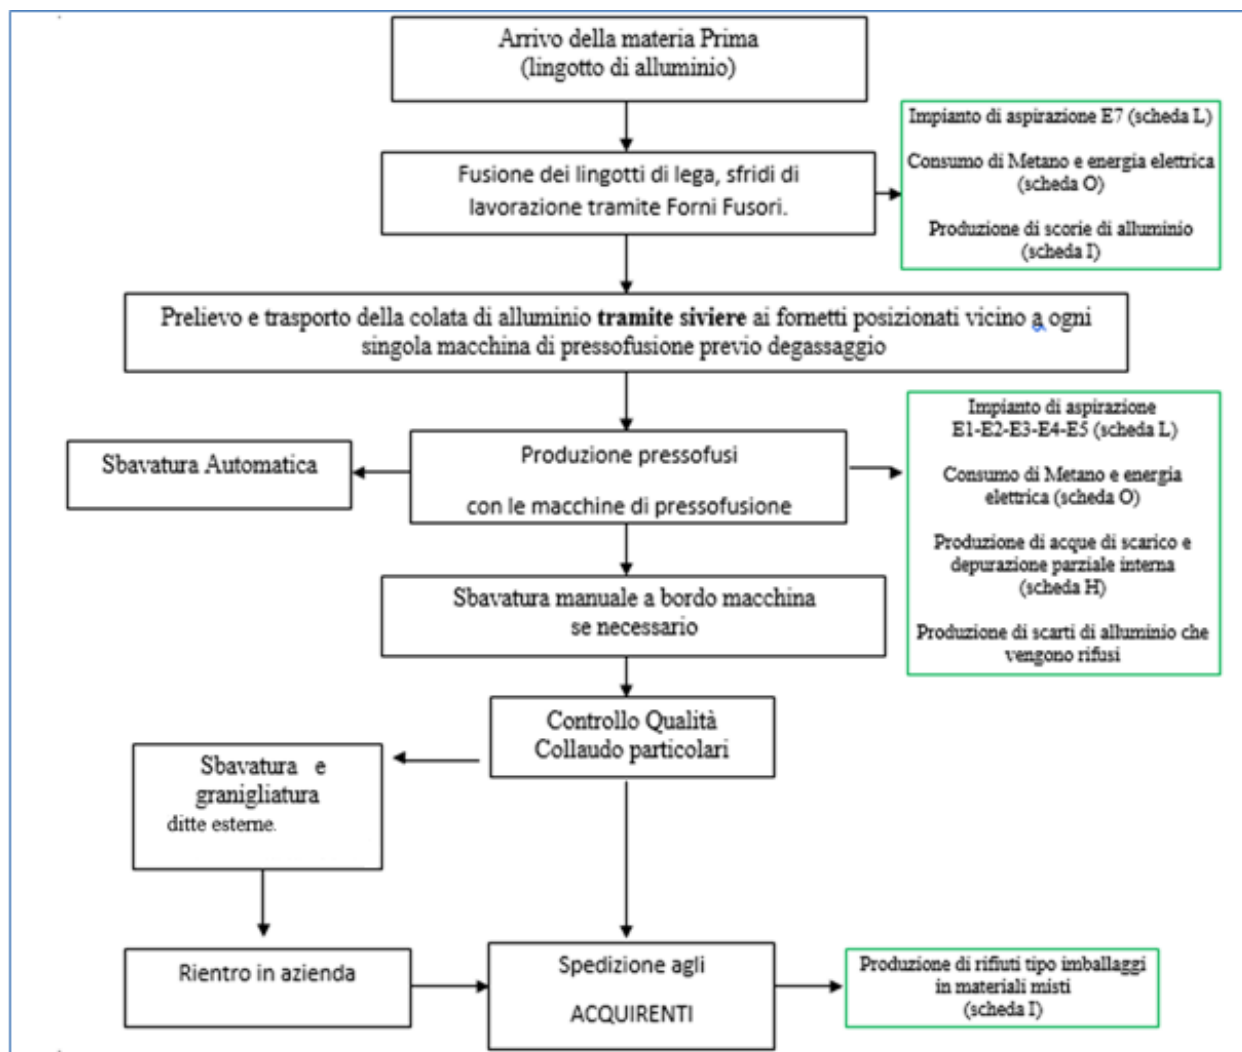 Arrivo della materia Prima
(lingotto di alluminio)
Impianto di aspirazione E7 (scheda L)
Consumo di Metano e energia elettrica
(scheda O)
Produzione di scorie di alluminio
(scheda I)
Fusione dei lingotti di lega, sfridi di
lavorazione tramite Forni Fusori.
Prelievo e trasporto della colata di alluminio tramite siviere ai fornetti posizionati vicino a ogni
singola macchina di pressofusione previo degassaggio
Impianto di aspirazione
E1-E2-E3-E4-E5 (scheda L)
Consumo di Metano e energia
elettrica (scheda O)
Produzione di acque di scarico e
depurazione parziale interna
(scheda H)
Produzione di scarti di alluminio che
vengono rifusi
Sbavatura Automatica
Produzione pressofusi
con le macchine di pressofusione
Sbavatura manuale a bordo macchina
se necessario
Controllo Qualità
Collaudo particolari
Sbavatura e
granigliatura
ditte esterne.
Rientro in azienda
Spedizione agli
ACQUIRENTI
Produzione di rifiuti tipo imballaggi
in materiali misti
(scheda I)